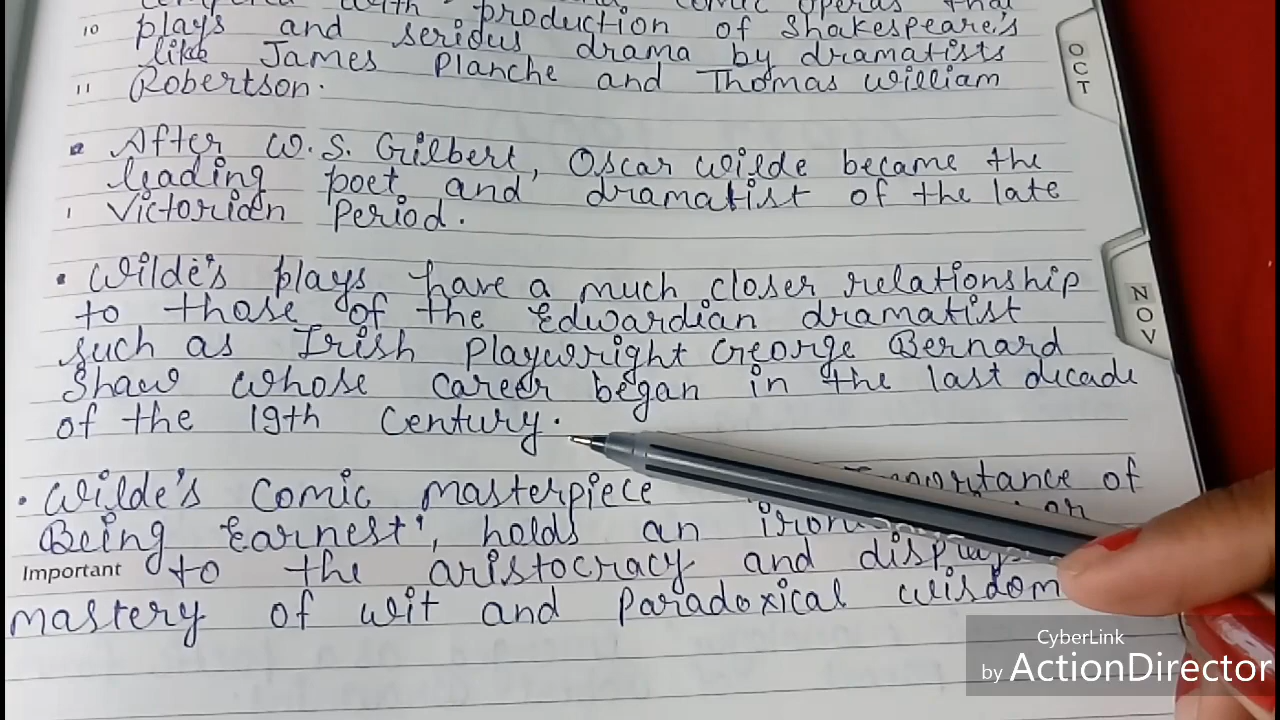 with production of Shakespeare's
10 plays and serious drama by dramatists
like James Planche and Thomas William
11 Robertson.
After W.S. Gilbert, Oscar Wilde became the
leading poet and dramatist of the late
1 Victorian Period.
• Wilde's plays have a much closer relationship
to those of the Edwardian dramatist
such as Irish Playwright George Bernard
Shaw whose career began in the last decade
of the 19th Century.
• Wilde's Comic masterpiece of
Being Earnest', holds an
Important to the aristocracy and
mastery of wit and Paradoxical wisdom
OCT
NOV
CyberLink
by ActionDirector